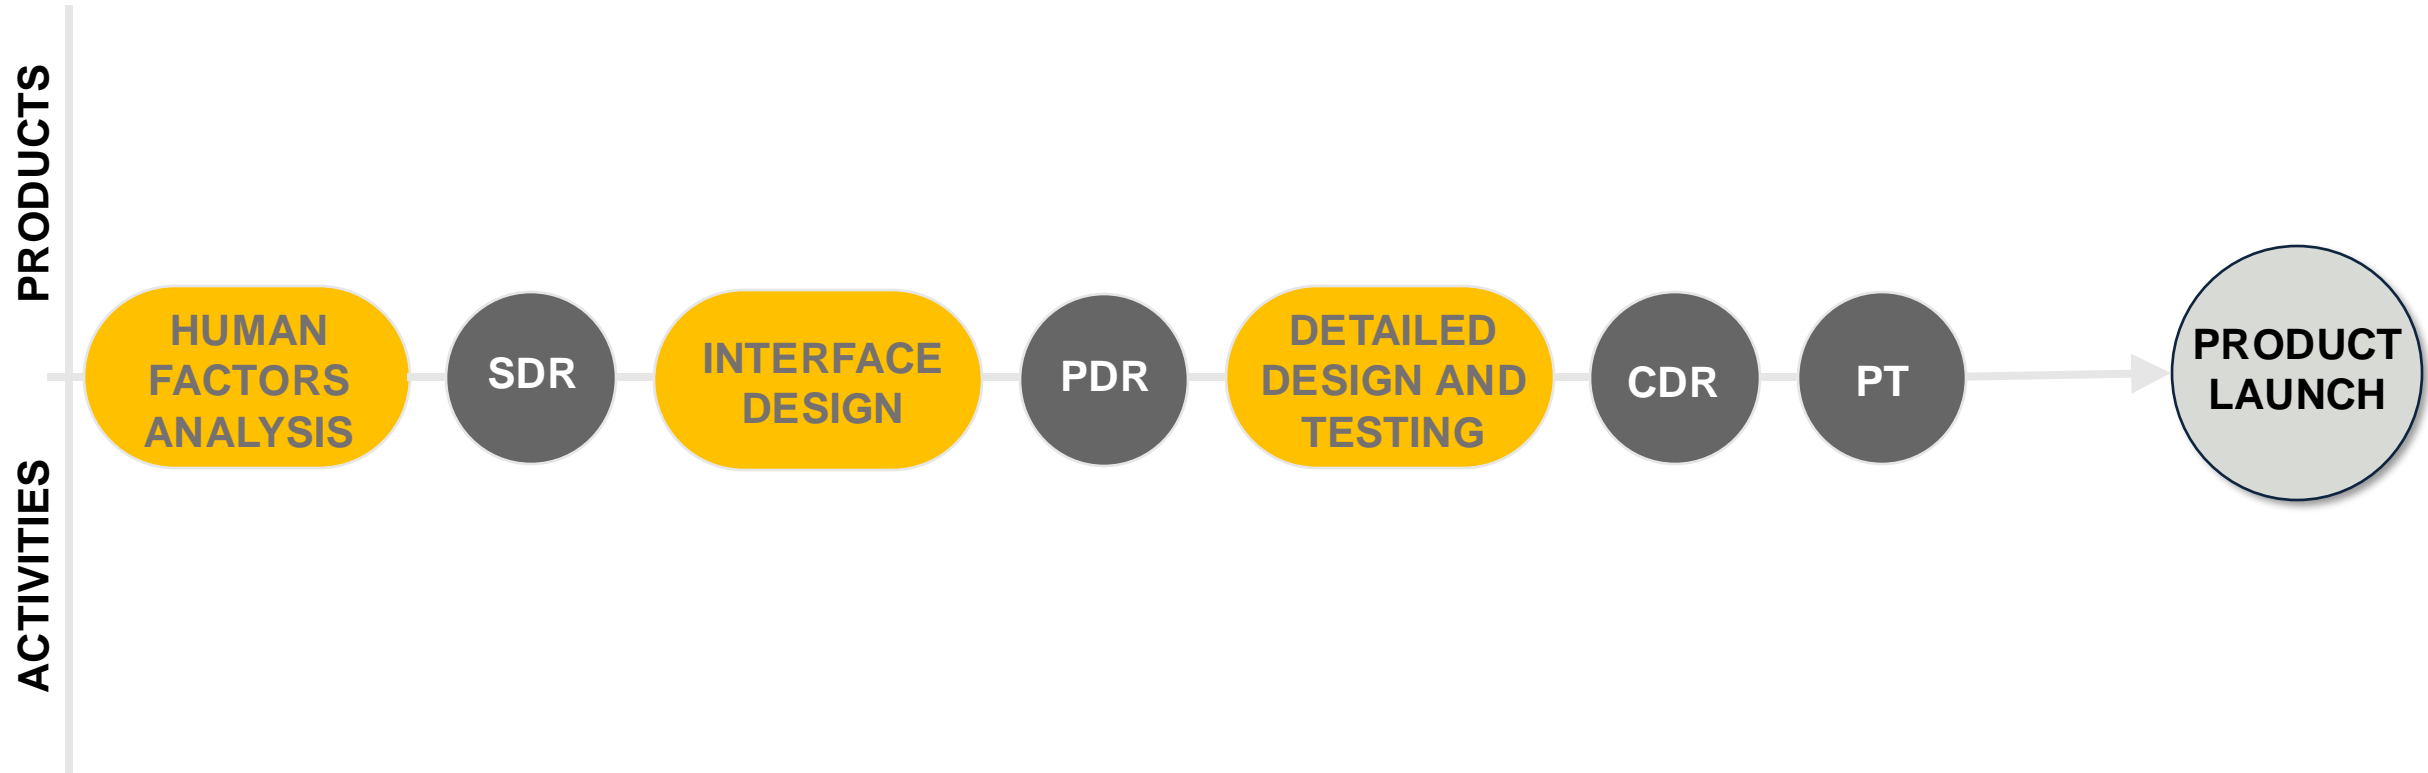 PRODUCTS
ACTIVITIES
HUMAN
FACTORS
ANALYSIS
SDR
INTERFACE
DESIGN
PDR
DETAILED
DESIGN AND
TESTING
CDR
PT
PRODUCT
LAUNCH